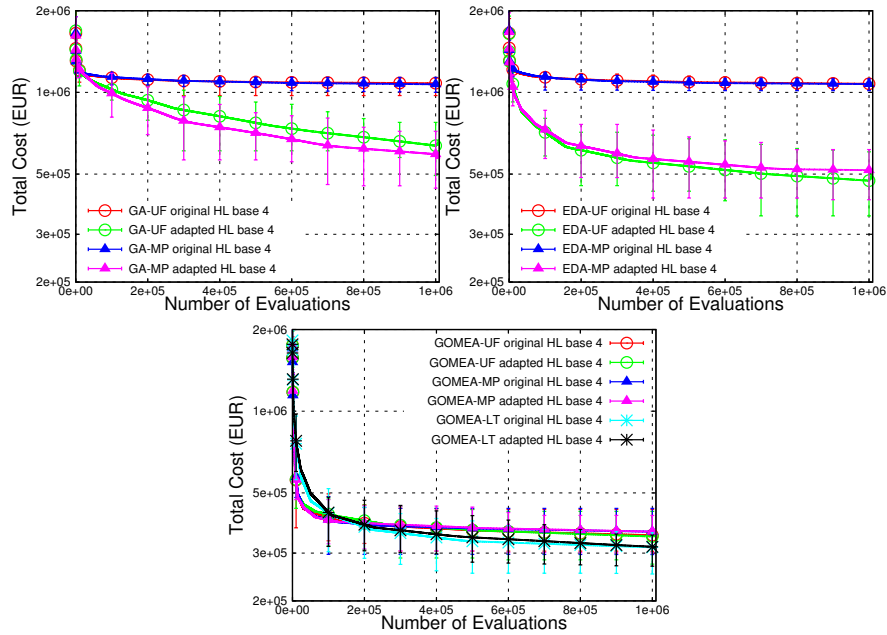 2e+06
1e+06
5e+05
3e+05
2e+05
Total Cost (EUR)
GA-UF original HL base 4
GA-UF adapted HL base 4
GA-MP original HL base 4
GA-MP adapted HL base 4
0e+00 2e+05 4e+05 6e+05 8e+05 1e+06
Number of Evaluations
2e+06
1e+06
5e+05
3e+05
2e+05
Total Cost (EUR)
EDA-UF original HL base 4
EDA-UF adapted HL base 4
EDA-MP original HL base 4
EDA-MP adapted HL base 4
0e+00 2e+05 4e+05 6e+05 8e+05 1e+06
Number of Evaluations
2e+06
1e+06
5e+05
3e+05
2e+05
Total Cost (EUR)
GOMEA-UF original HL base 4
GOMEA-UF adapted HL base 4
GOMEA-MP original HL base 4
GOMEA-MP adapted HL base 4
GOMEA-LT original HL base 4
GOMEA-LT adapted HL base 4
0e+00 2e+05 4e+05 6e+05 8e+05 1e+06
Number of Evaluations